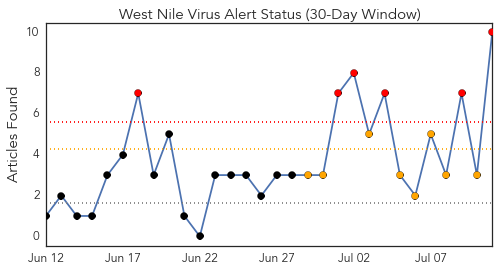 West Nile Virus Alert Status (30-Day Window)
Articles Found
10
8
6
4
2
0
Jun 12 Jun 17 Jun 22 Jun 27 Jul 02 Jul 07